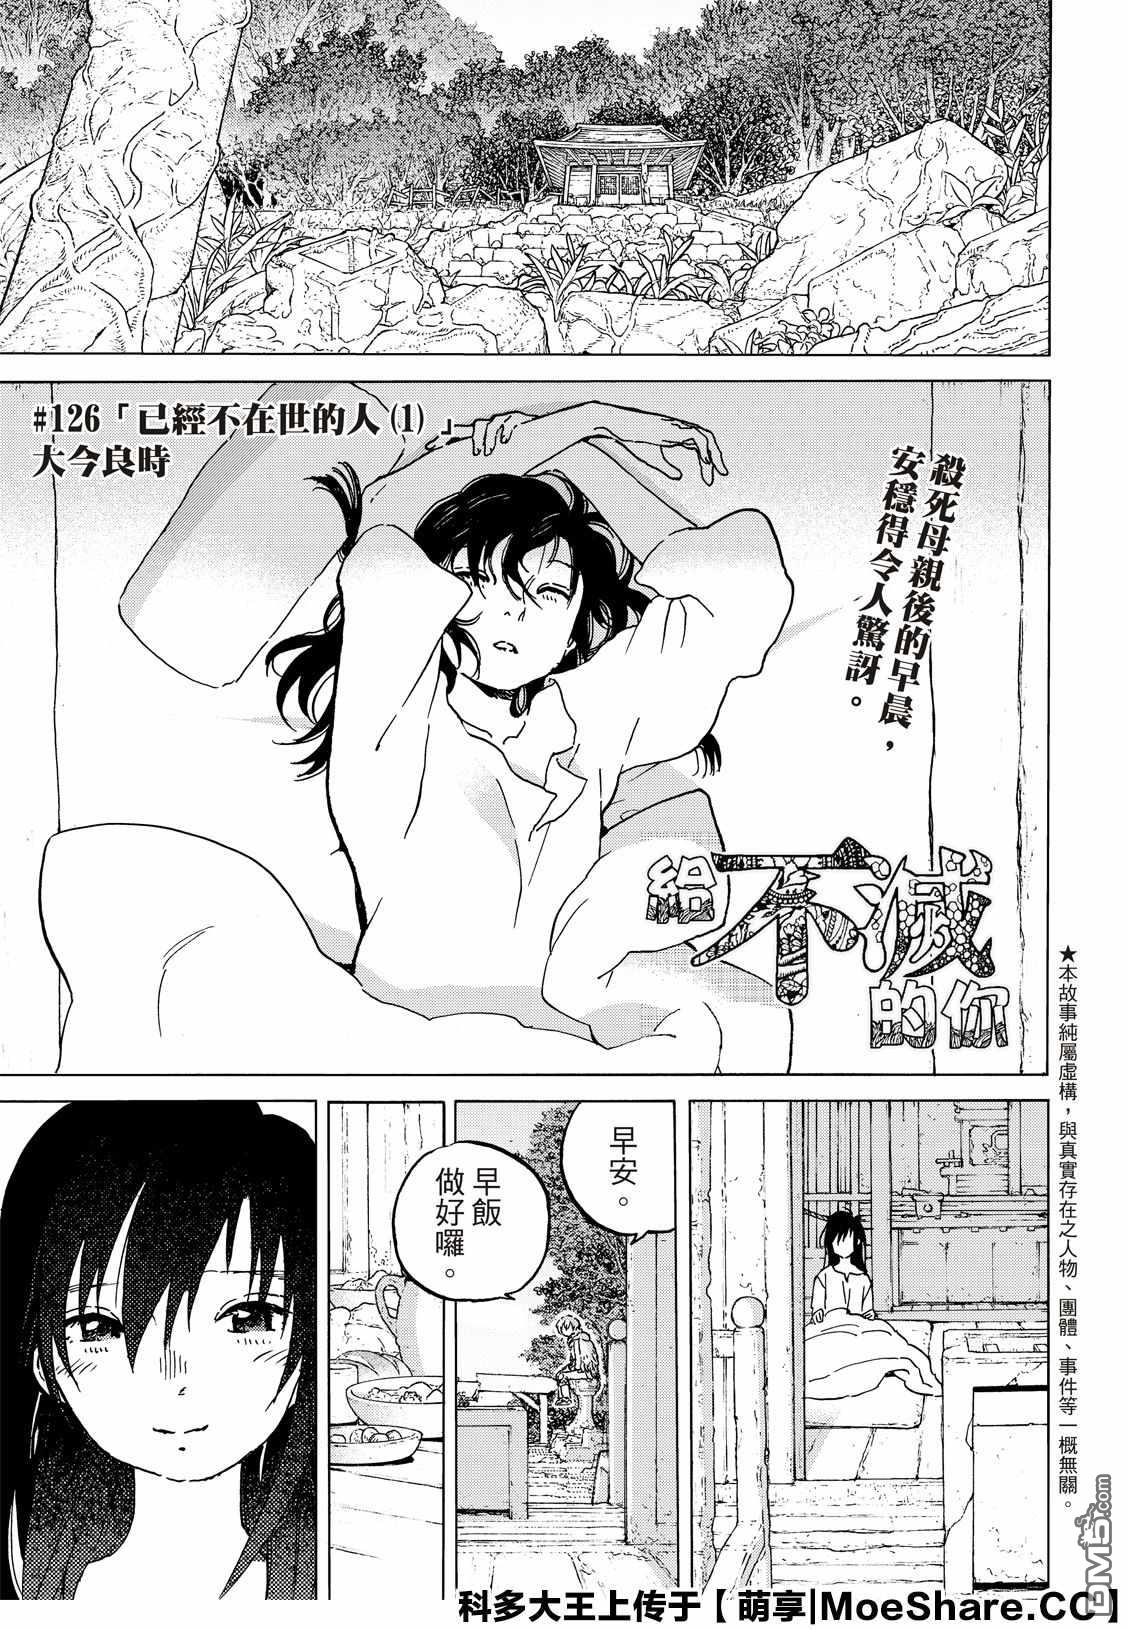 #126「已經不在世的人(1)」
大今良時
殺死母親後的早晨，
安穩得令人驚訝。
給不滅
的你
早安。
早飯
做好囉。
★本故事純屬虛構，與真實存在之人物、團體、事件等一概無關。
DM5.com
科多大王上传于【萌享|MoeShare.CC】